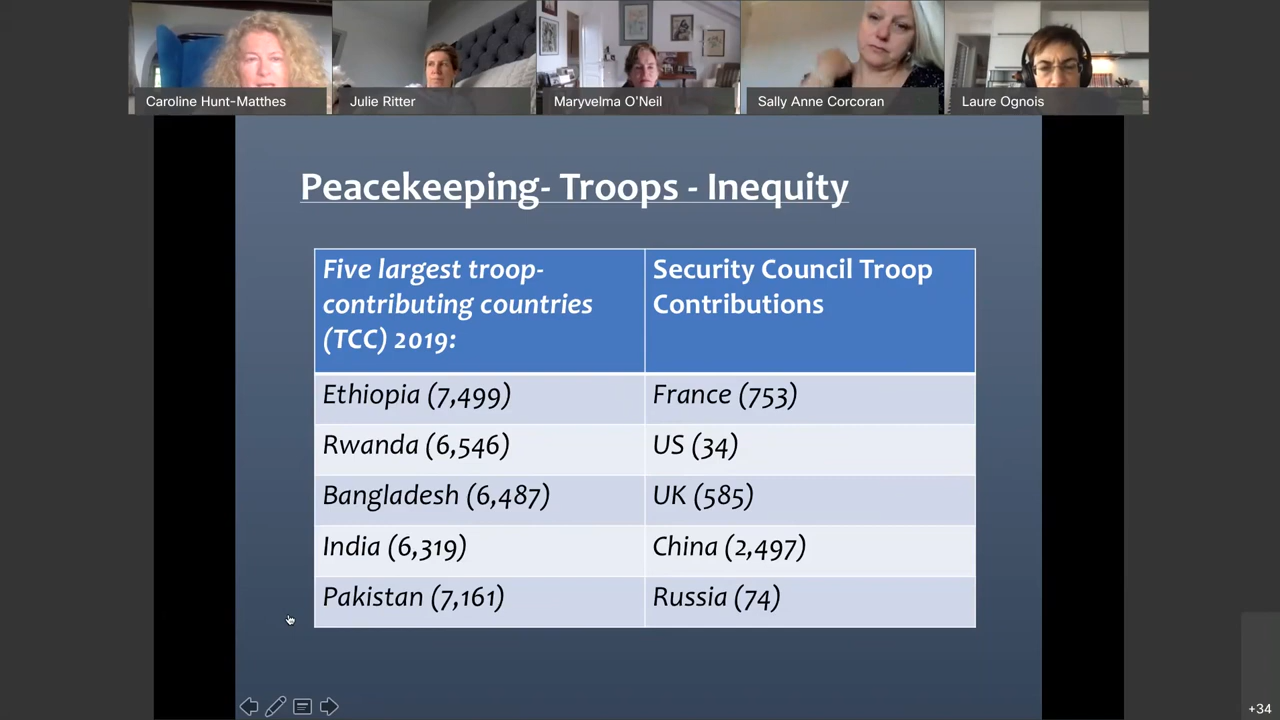 Caroline Hunt-Matthes
Julie Ritter
Maryvelma O'Neil
Sally Anne Corcoran
Laure Ognois
Peacekeeping- Troops - Inequity
Five largest troop-
contributing countries
(TCC) 2019:
Security Council Troop
Contributions
Ethiopia (7,499)
France (753)
Rwanda (6,546)
US (34)
Bangladesh (6,487)
UK (585)
India (6,319)
China (2,497)
Pakistan (7,161)
Russia (74)
+34